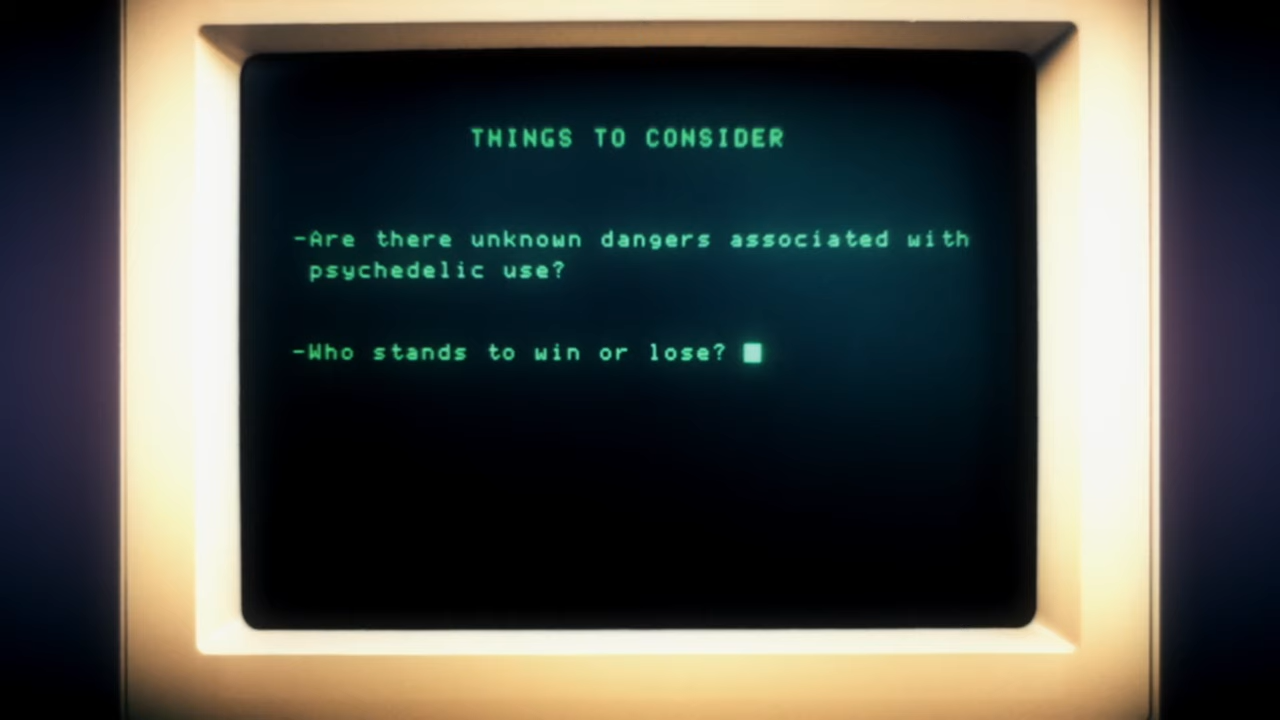 THINGS TO CONSIDER
-Are there unknown dangers associated with
psychedelic use?
-Who stands to win or lose?